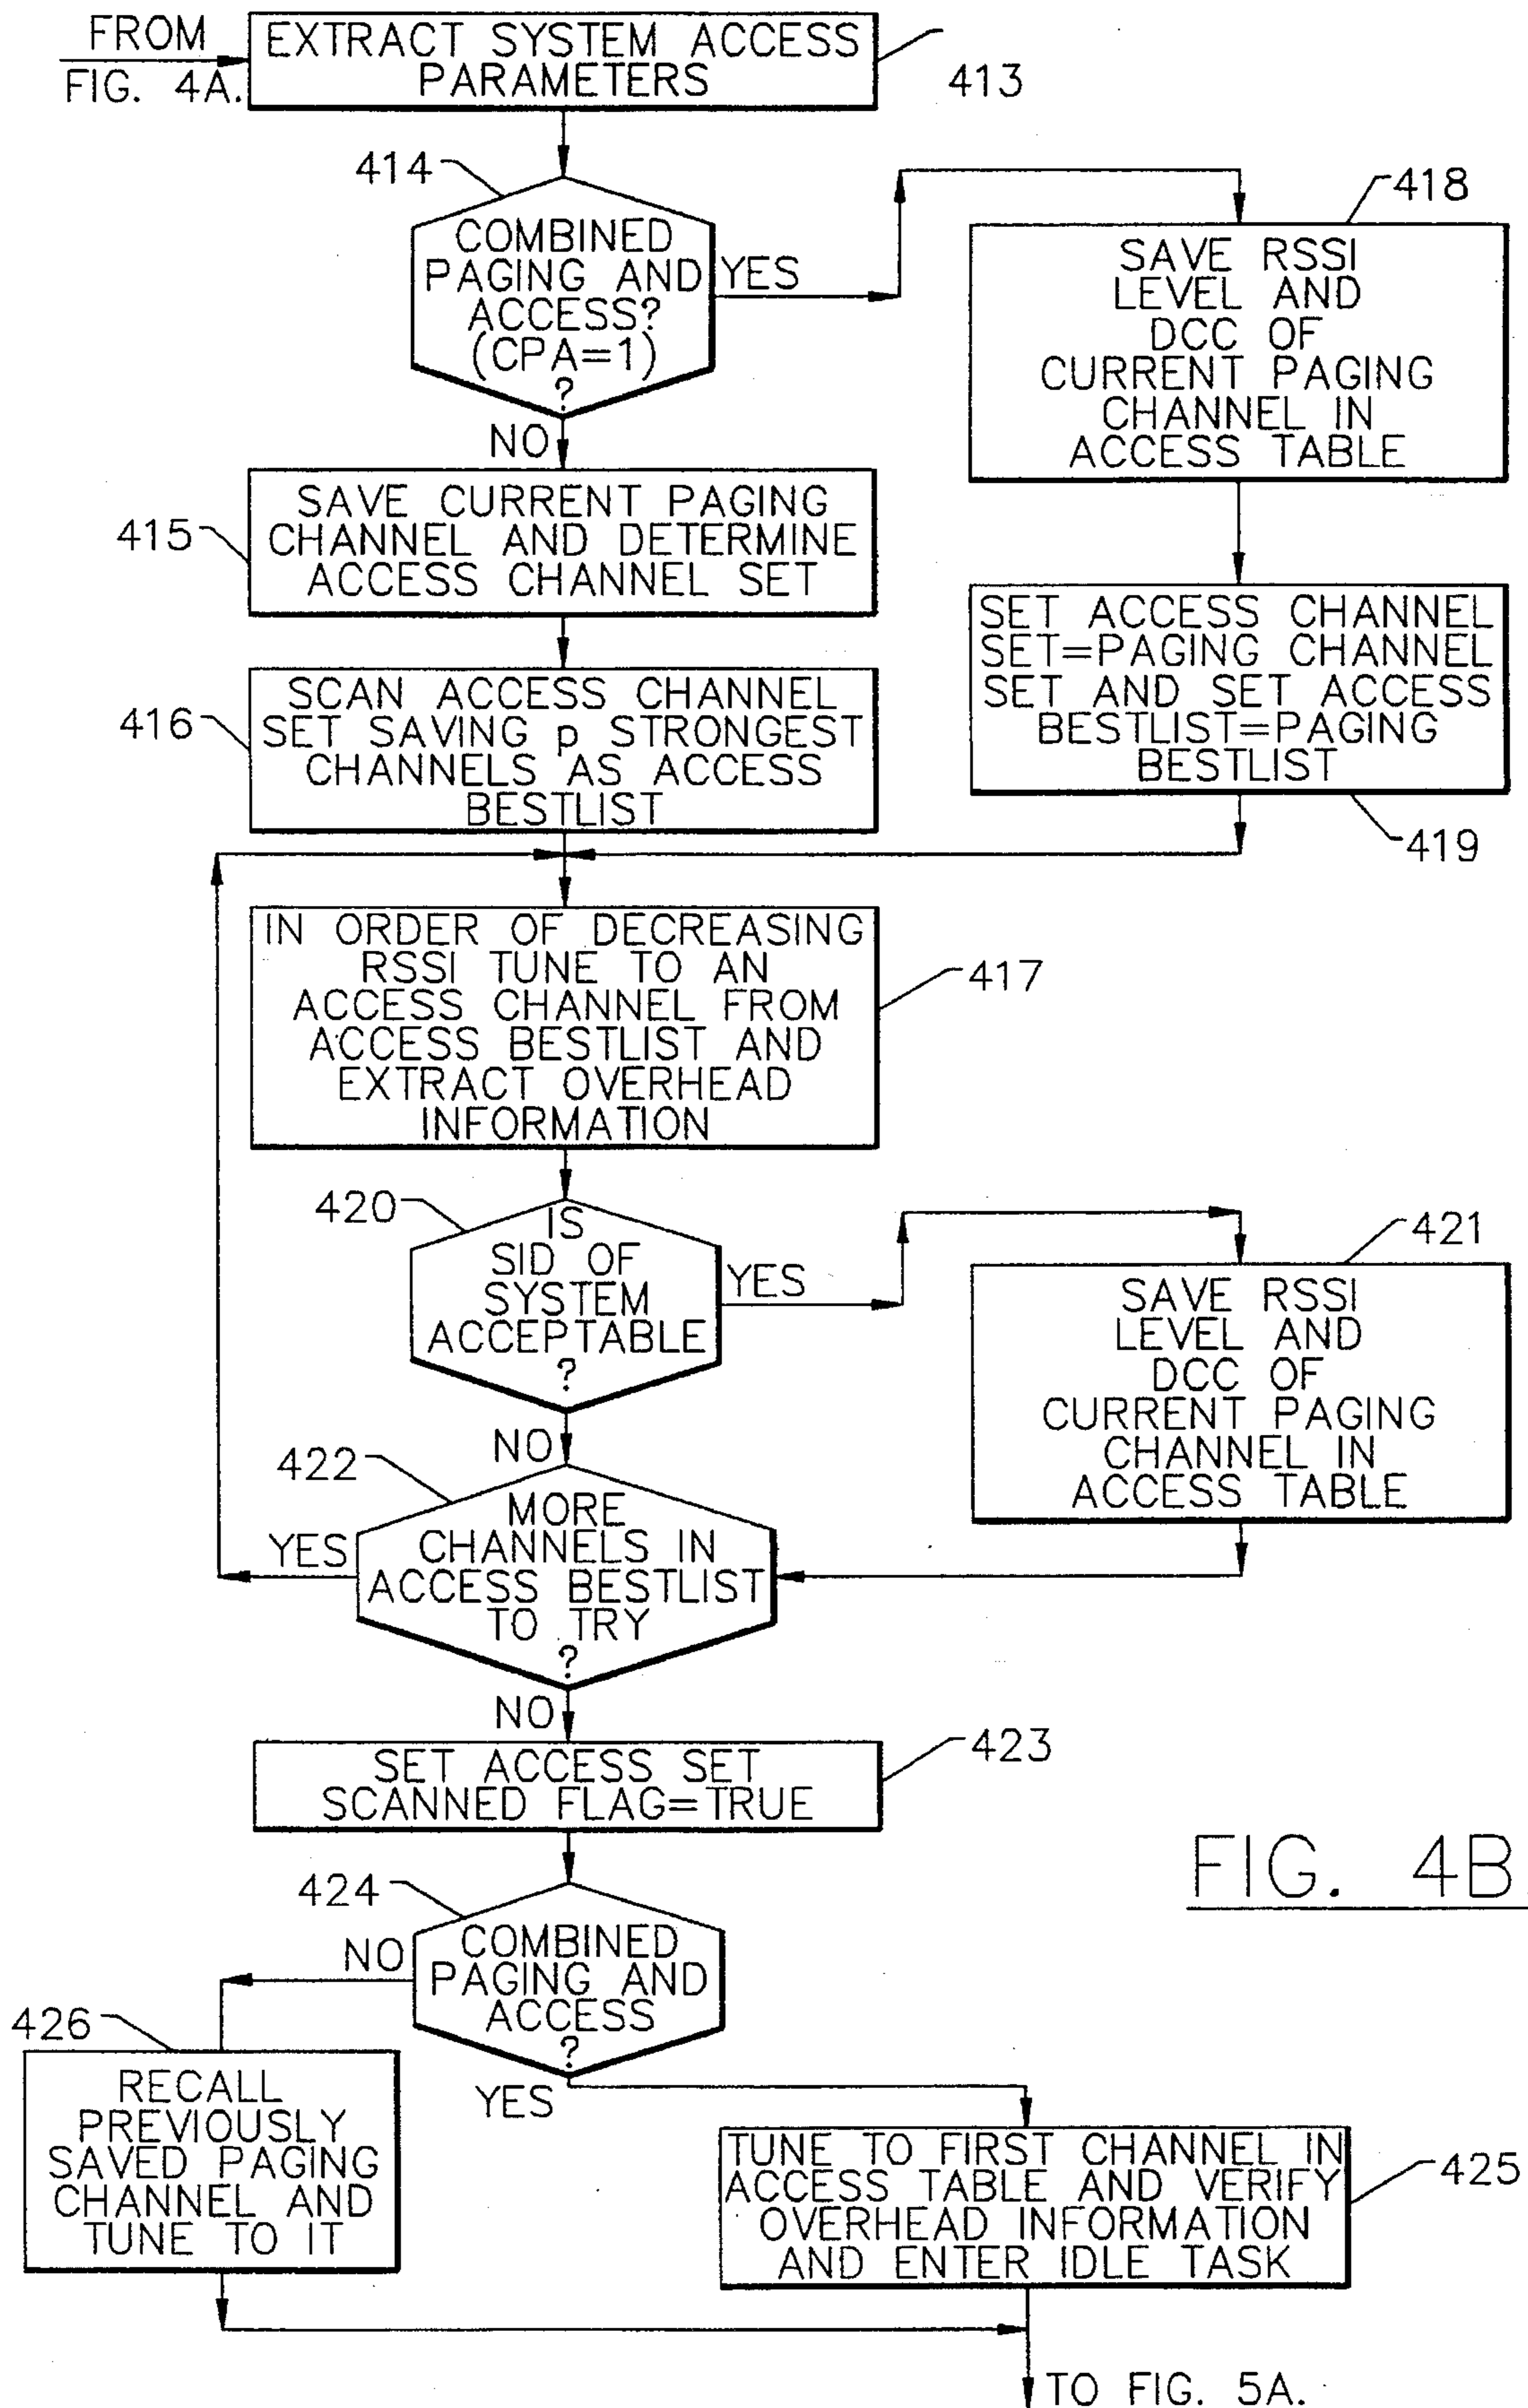 FROM
FIG. 4A.
EXTRACT SYSTEM ACCESS
PARAMETERS
413
414
COMBINED
PAGING AND
ACCESS?
(CPA=1)
?
YES
NO
418
SAVE RSSI
LEVEL AND
DCC OF
CURRENT PAGING
CHANNEL IN
ACCESS TABLE
415
SAVE CURRENT PAGING
CHANNEL AND DETERMINE
ACCESS CHANNEL SET
SET ACCESS CHANNEL
SET=PAGING CHANNEL
SET AND SET ACCESS
BESTLIST=PAGING
BESTLIST
419
416
SCAN ACCESS CHANNEL
SET SAVING p STRONGEST
CHANNELS AS ACCESS
BESTLIST
IN ORDER OF DECREASING
RSSI TUNE TO AN
ACCESS CHANNEL FROM
ACCESS BESTLIST AND
EXTRACT OVERHEAD
INFORMATION
417
420
IS
SID OF
SYSTEM
ACCEPTABLE
?
YES
NO
421
SAVE RSSI
LEVEL AND
DCC OF
CURRENT PAGING
CHANNEL IN
ACCESS TABLE
422
MORE
CHANNELS IN
ACCESS BESTLIST
TO TRY
?
YES
NO
SET ACCESS SET
SCANNED FLAG=TRUE
423
FIG. 4B.
424
COMBINED
PAGING AND
ACCESS
?
NO
YES
426
RECALL
PREVIOUSLY
SAVED PAGING
CHANNEL AND
TUNE TO IT
TUNE TO FIRST CHANNEL IN
ACCESS TABLE AND VERIFY
OVERHEAD INFORMATION
AND ENTER IDLE TASK
425
TO FIG. 5A.